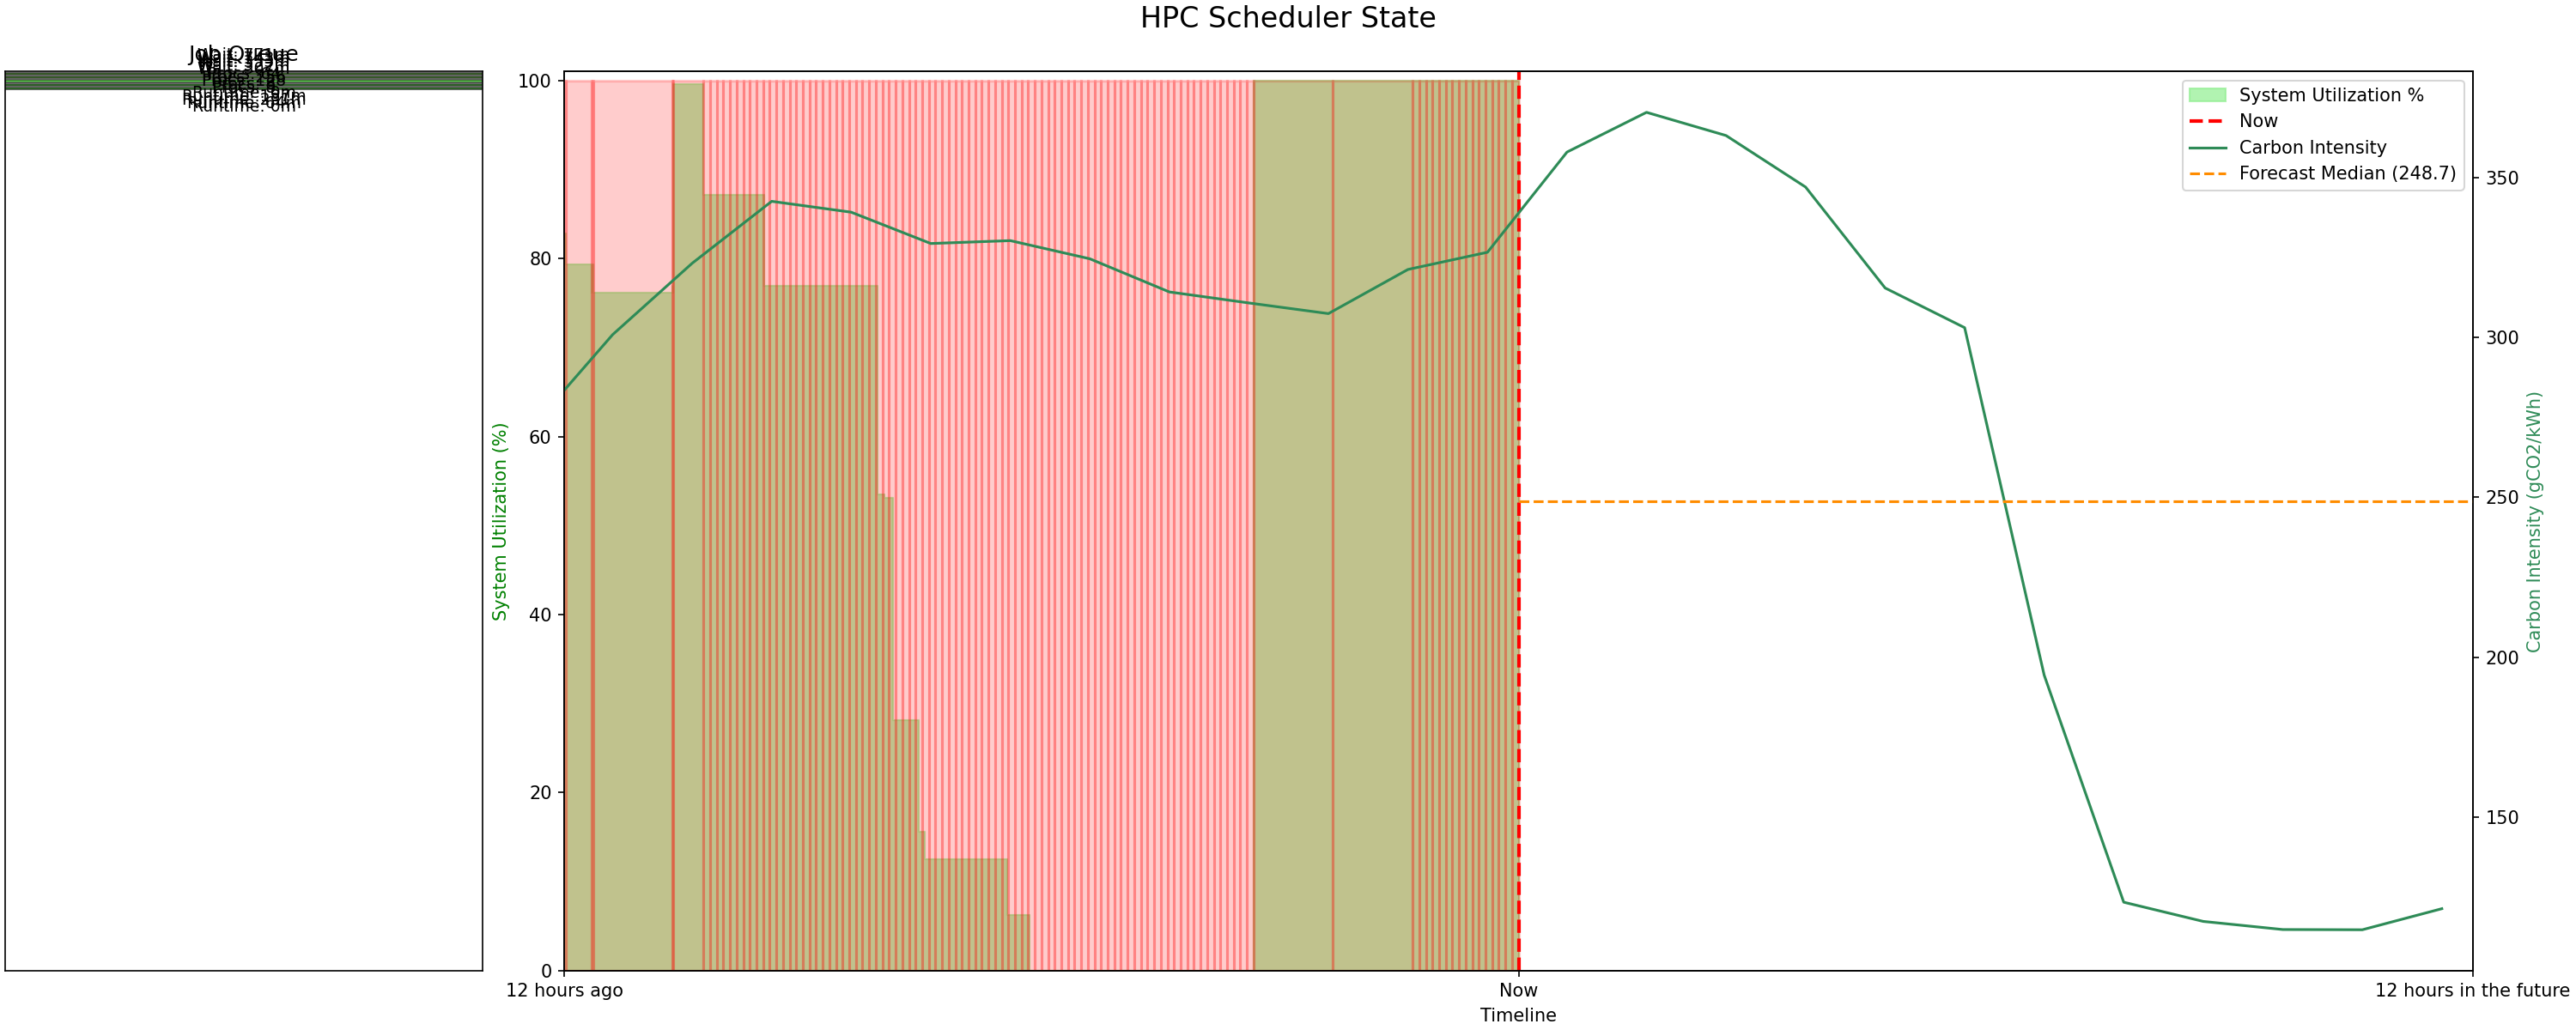 HPC Scheduler State
Job Queue
100
80
60
40
20
0
System Utilization (%)
System Utilization %
Now
Carbon Intensity
Forecast Median (248.7)
350
300
250
200
150
Carbon Intensity (gCO2/kWh)
12 hours ago
Now
12 hours in the future
Timeline
Runtime: 0m